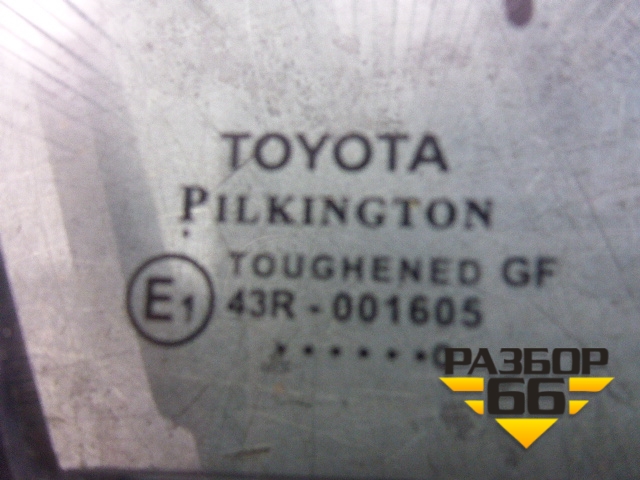 TOYOTA
PILKINGTON
TOUGHENED GF
E1
43R - 001605
РАЗБОР
66